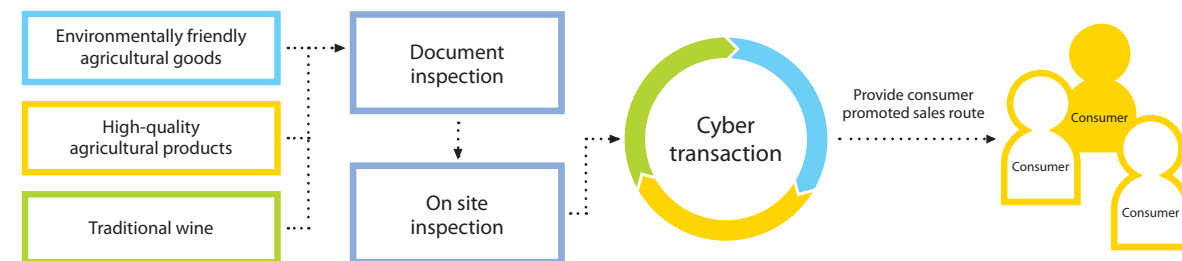 Environmentally friendly
agricultural goods
High-quality
agricultural products
Traditional wine
Document
inspection
On site
inspection
Cyber
transaction
Provide consumer
promoted sales route
Consumer
Consumer
Consumer